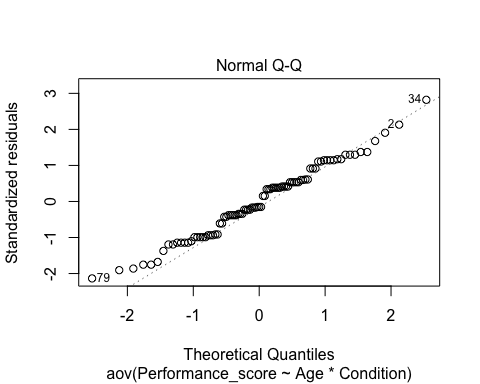 Normal Q-Q
Standardized residuals
3
2
1
0
-1
-2
34
2
79
-2 -1 0 1 2
Theoretical Quantiles
aov(Performance_score ~ Age * Condition)